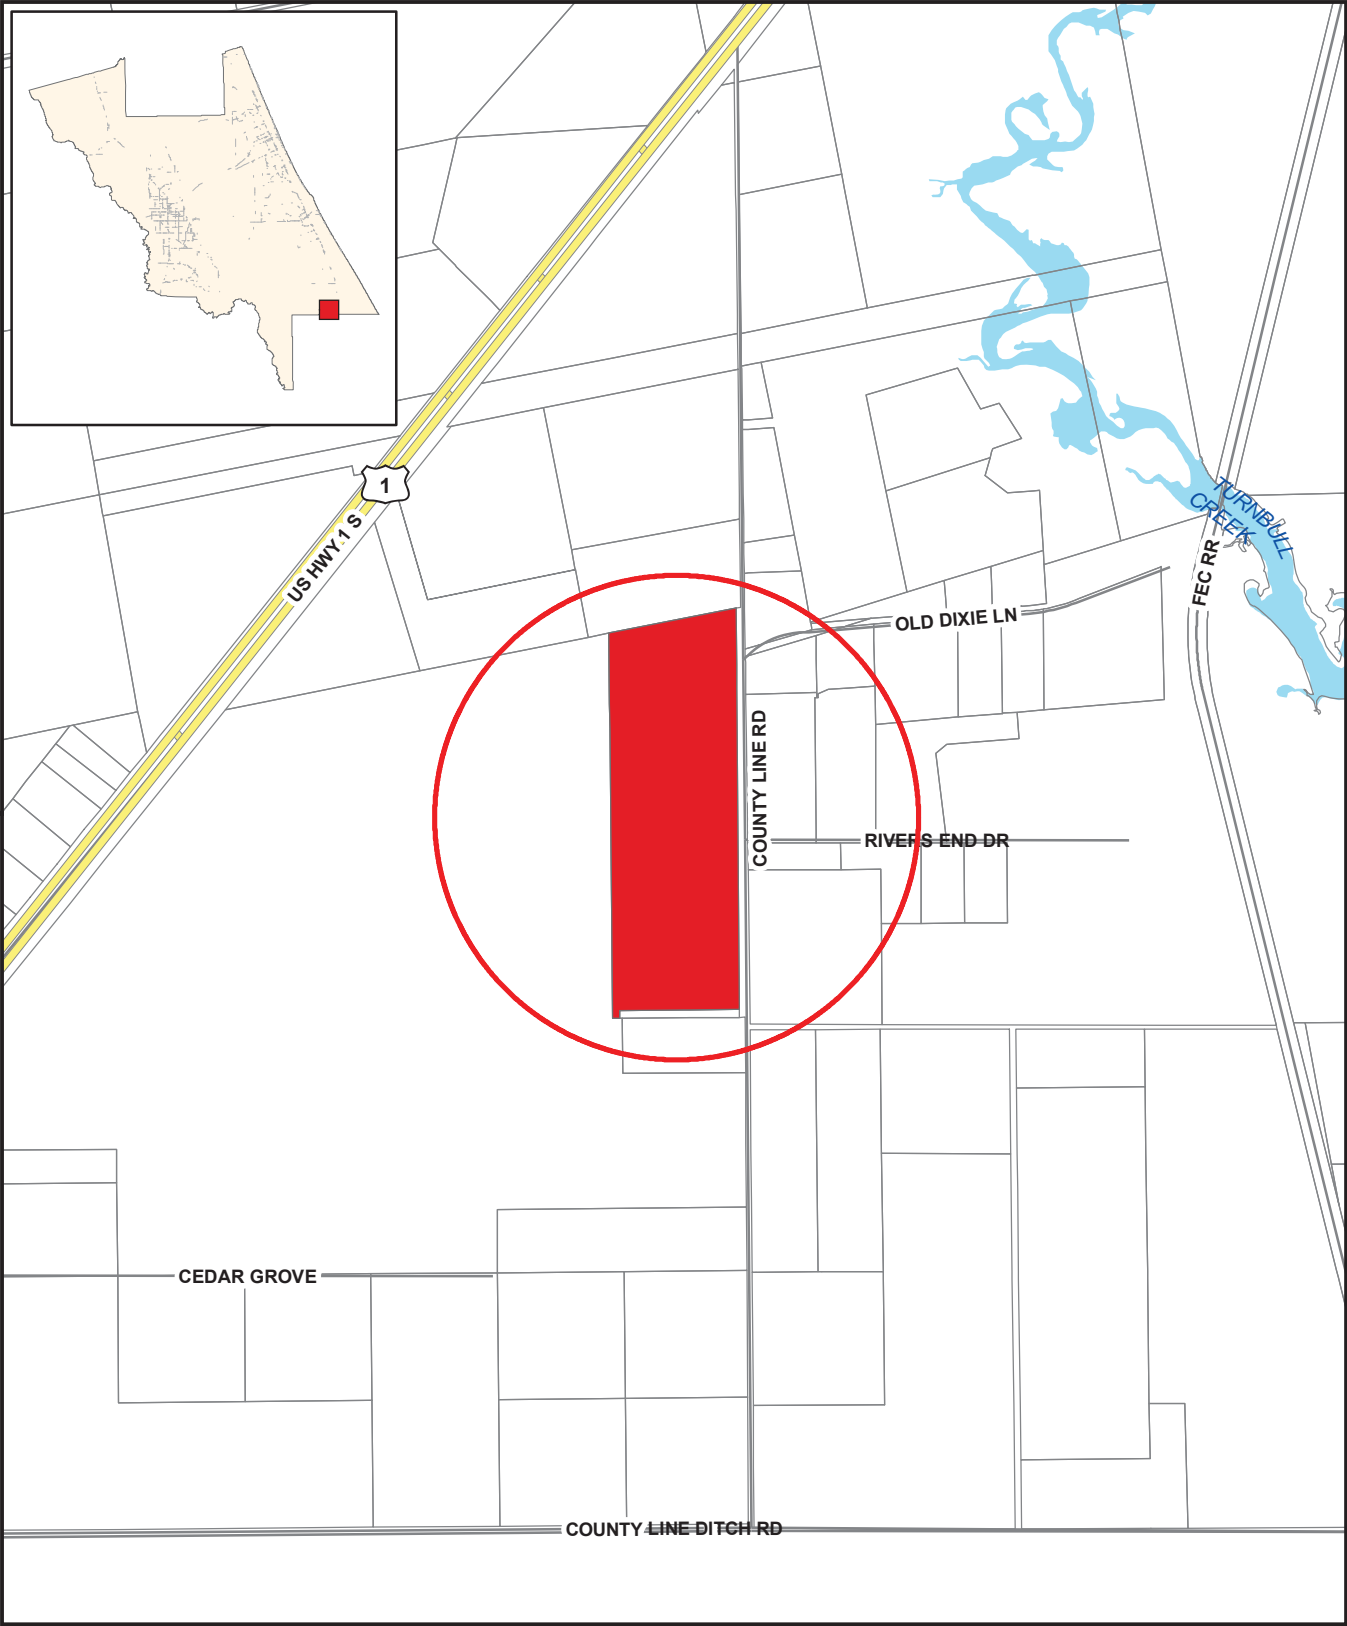 1
US HWY 1 S
TURNBULL
CREEK
FEC RR
OLD DIXIE LN
COUNTY LINE RD
RIVERS END DR
CEDAR GROVE
COUNTY LINE DITCH RD